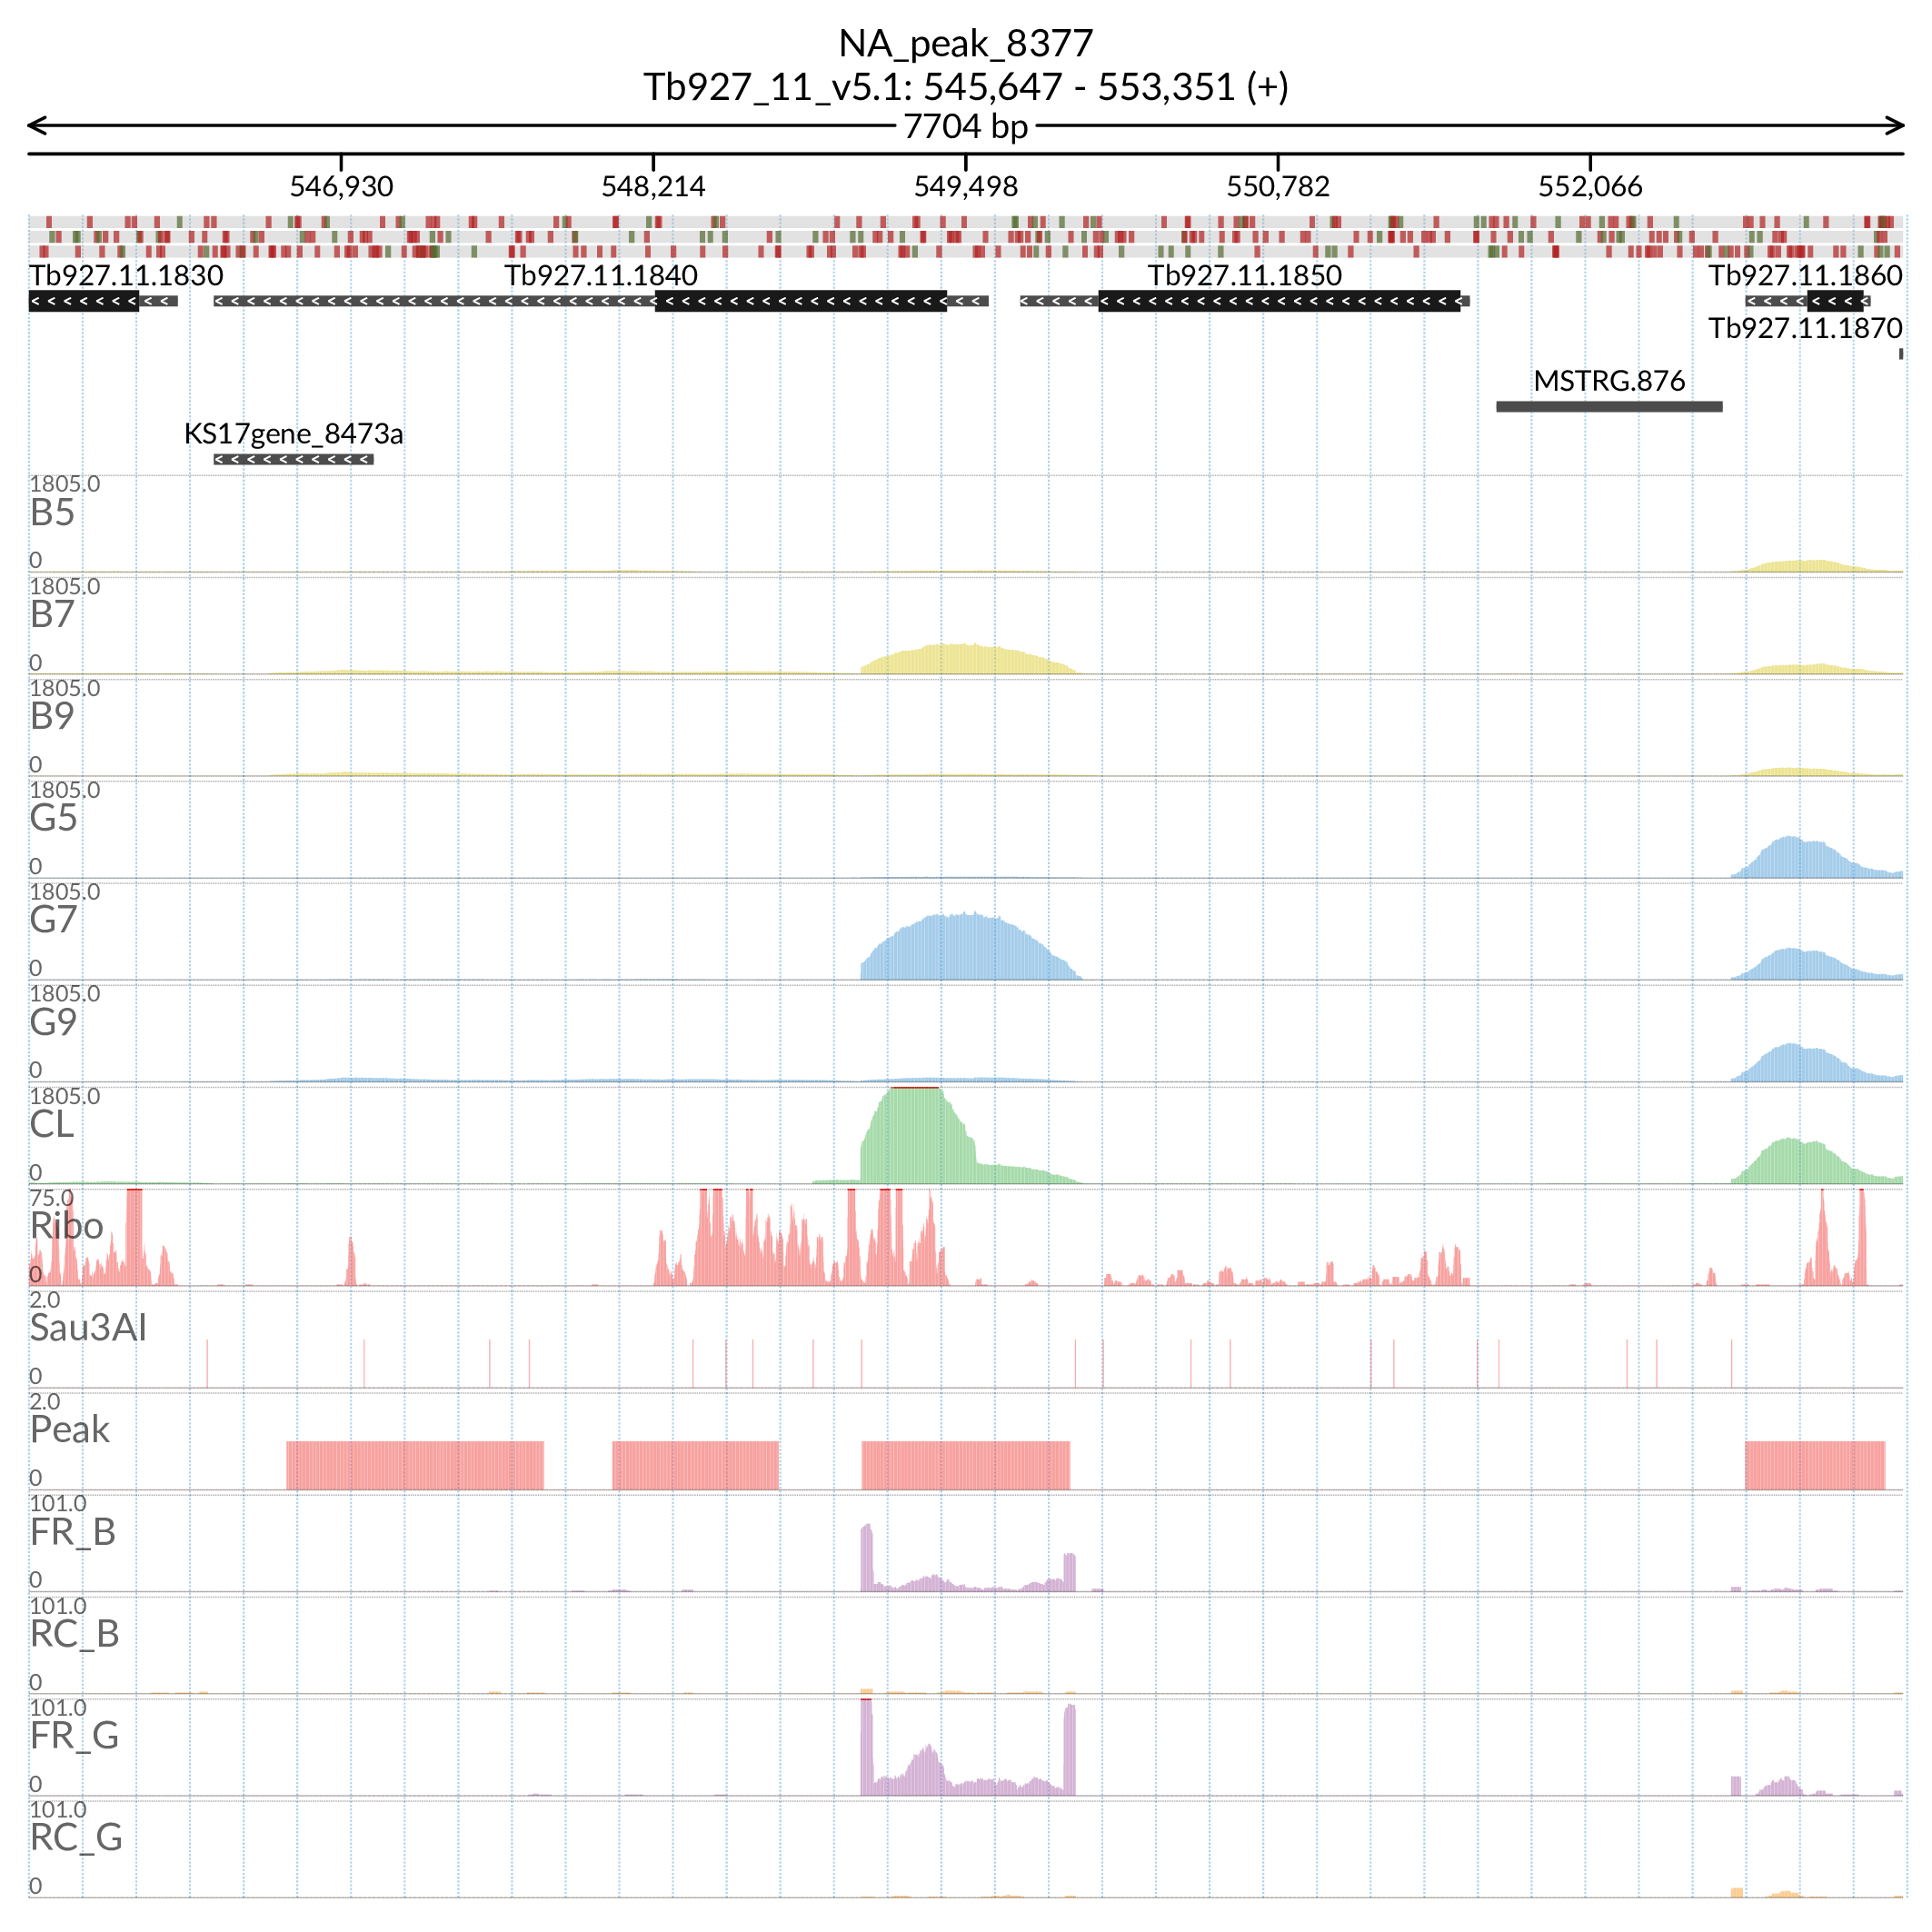 NA_peak_8377
Tb927_11_v5.1: 545,647 - 553,351 (+)
7704 bp
546,930 548,214 549,498 550,782 552,066
Tb927.11.1830 Tb927.11.1840 Tb927.11.1850 Tb927.11.1860
Tb927.11.1870
MSTRG.876
KS17gene_8473a
1805.0
B5
0
1805.0
B7
0
1805.0
B9
0
1805.0
G5
0
1805.0
G7
0
1805.0
G9
0
1805.0
CL
0
75.0
Ribo
0
2.0
Sau3AI
0
2.0
Peak
0
101.0
FR_B
0
101.0
RC_B
0
101.0
FR_G
0
101.0
RC_G
0